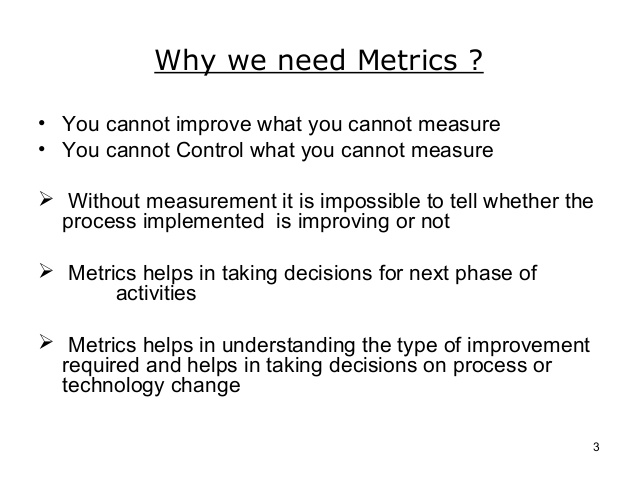 Why we need Metrics ?
• You cannot improve what you cannot measure
• You cannot Control what you cannot measure
➢ Without measurement it is impossible to tell whether the
process implemented is improving or not
➢ Metrics helps in taking decisions for next phase of
activities
➢ Metrics helps in understanding the type of improvement
required and helps in taking decisions on process or
technology change
3